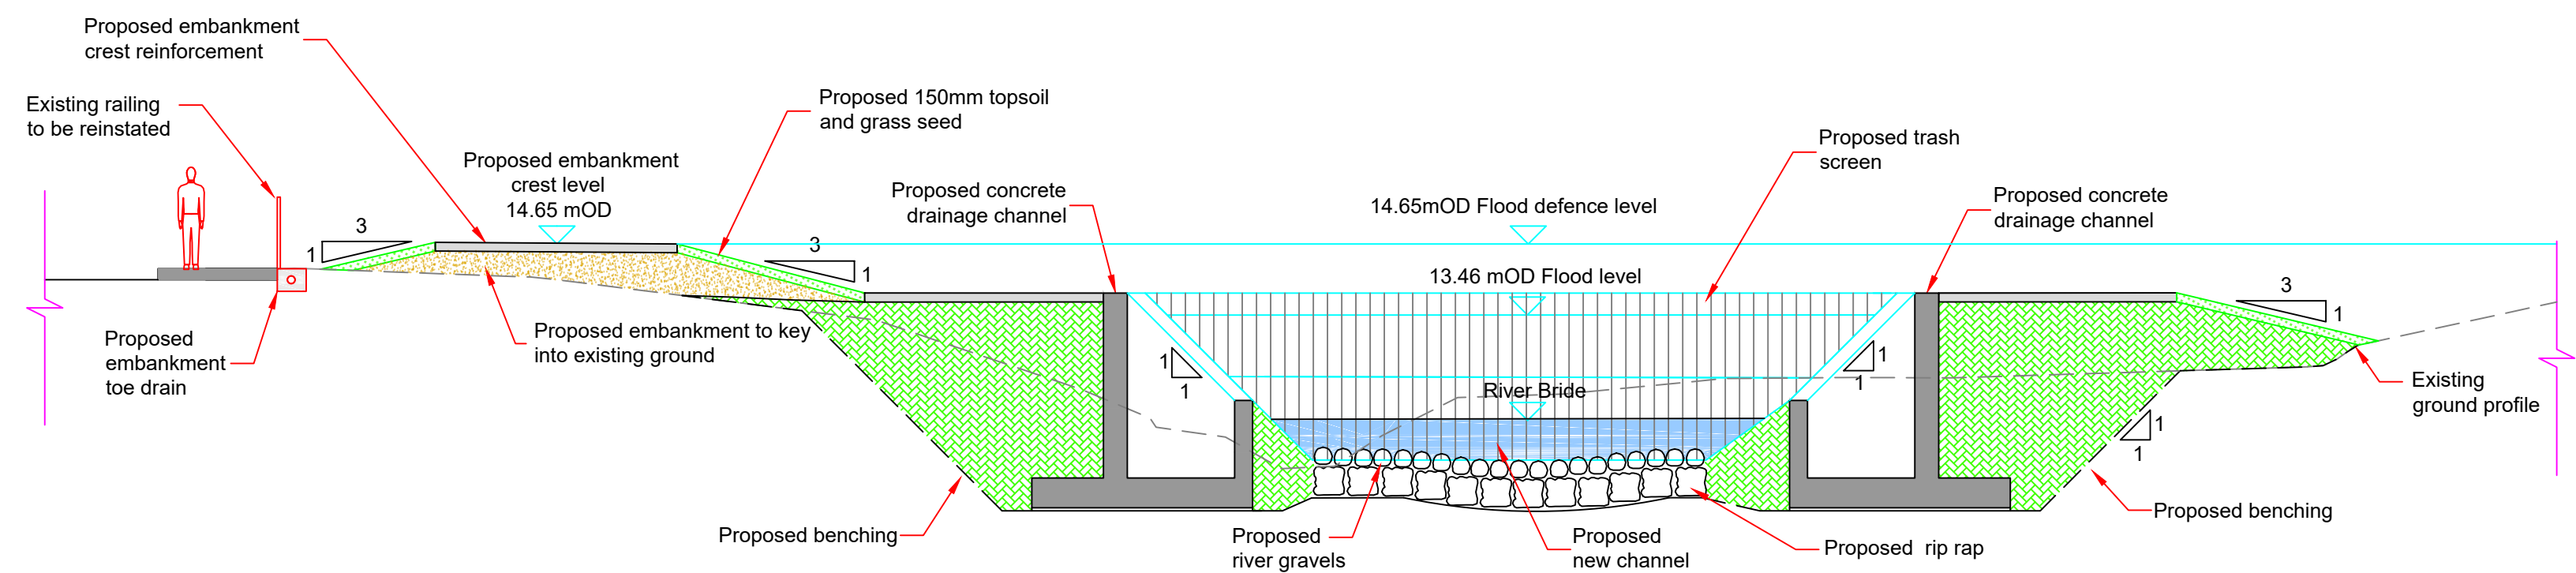 Proposed embankment
crest reinforcement
Existing railing
to be reinstated
Proposed 150mm topsoil
and grass seed
Proposed embankment
crest level
14.65 mOD
Proposed concrete
drainage channel
14.65mOD Flood defence level
Proposed trash
screen
Proposed concrete
drainage channel
3
1
3
1
13.46 mOD Flood level
3
1
Proposed
embankment
toe drain
Proposed embankment to key
into existing ground
1
1
River Bride
1
1
Existing
ground profile
1
1
Proposed benching
Proposed
river gravels
Proposed
new channel
Proposed rip rap
Proposed benching